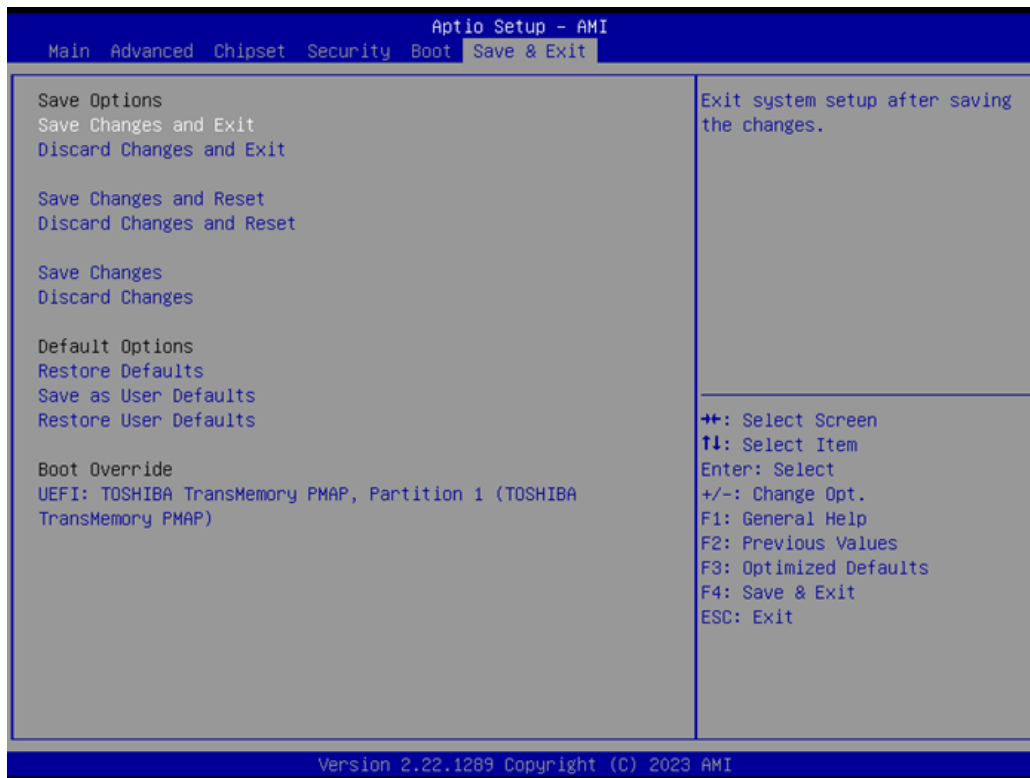 Aptio Setup – AMI
Main Advanced Chipset Security Boot Save & Exit
Save Options
Save Changes and Exit
Discard Changes and Exit
Save Changes and Reset
Discard Changes and Reset
Save Changes
Discard Changes
Default Options
Restore Defaults
Save as User Defaults
Restore User Defaults
Boot Override
UEFI: TOSHIBA TransMemory PMAP, Partition 1 (TOSHIBA
TransMemory PMAP)
Exit system setup after saving
the changes.
→←: Select Screen
↑↓: Select Item
Enter: Select
+/-: Change Opt.
F1: General Help
F2: Previous Values
F3: Optimized Defaults
F4: Save & Exit
ESC: Exit
Version 2.22.1289 Copyright (C) 2023 AMI